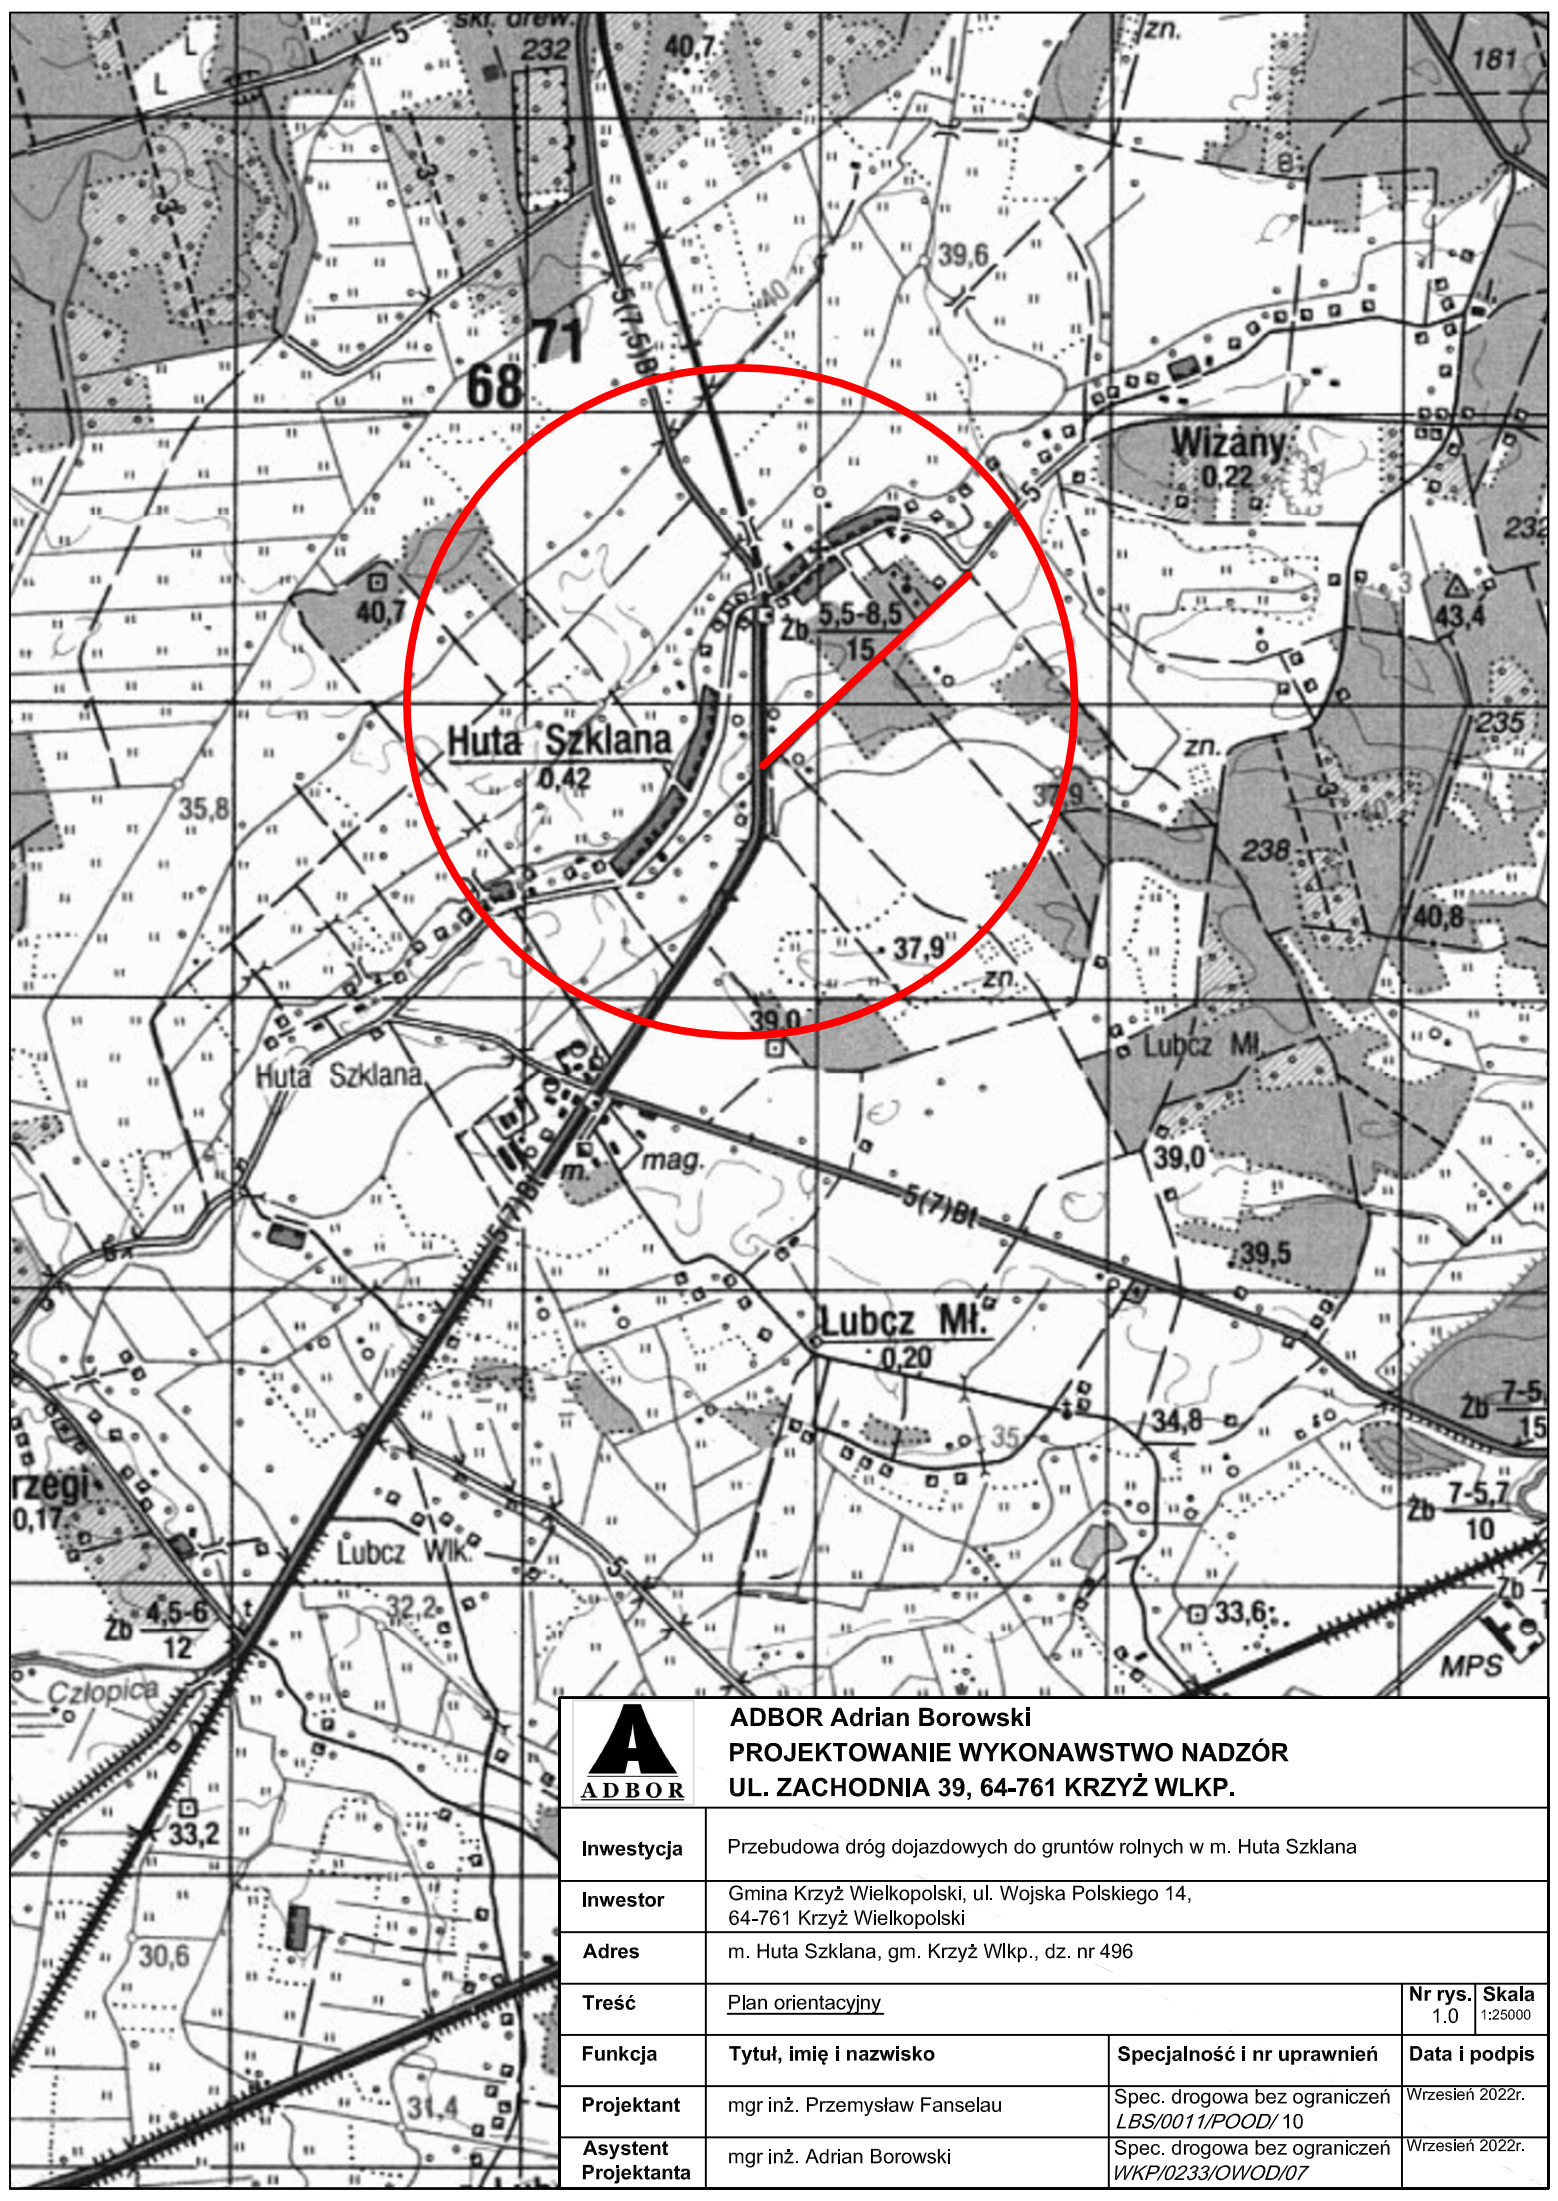 skł. drew.
5
232
40,7
zn.
181
L
L
3
3
8
39,6
40
5(7,5)B
71
68
Wizany
0,22
5
232
40,7
3
43,4
Żb 5,5-8,5
15
235
Huta Szklana
0,42
zn.
35,8
37,9
3
40
238
40,8
37,9
zn.
39,0
Lubcz Mł.
Huta Szklana
m.
mag.
39,0
5(7)Bt
5(7)Bt
39,5
Lubcz Mł.
0,20
Żb 7-5,
15
34,8
35
rzegi
0,17
7-5,7
Żb
10
Lubcz Wlk.
5
32,2
Żb 4,5-6
12
t
33,6
Żb 7
MPS
Człopica
33,2
30,6
31,4
A
ADBOR
ADBOR Adrian Borowski
PROJEKTOWANIE WYKONAWSTWO NADZÓR
UL. ZACHODNIA 39, 64-761 KRZYŻ WLKP.
Inwestycja Przebudowa dróg dojazdowych do gruntów rolnych w m. Huta Szklana
Inwestor Gmina Krzyż Wielkopolski, ul. Wojska Polskiego 14,
64-761 Krzyż Wielkopolski
Adres m. Huta Szklana, gm. Krzyż Wlkp., dz. nr 496
Treść Plan orientacyjny
Nr rys. Skala
1.0 1:25000
Funkcja Tytuł, imię i nazwisko Specjalność i nr uprawnień Data i podpis
Projektant mgr inż. Przemysław Fanselau Spec. drogowa bez ograniczeń Wrzesień 2022r.
LBS/0011/POOD/ 10
Asystent
Projektanta mgr inż. Adrian Borowski Spec. drogowa bez ograniczeń Wrzesień 2022r.
WKP/0233/OWOD/07